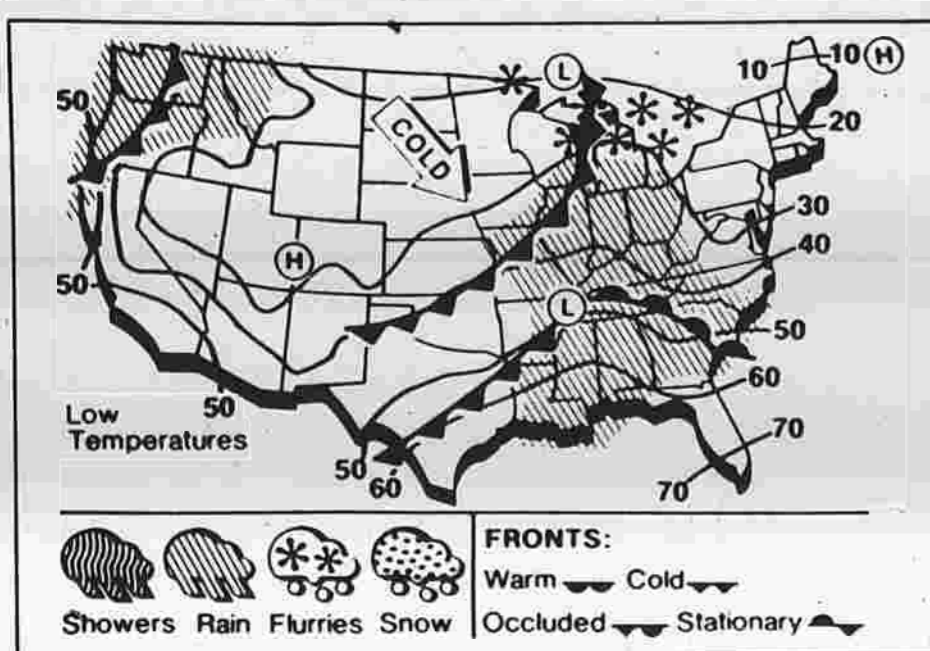 L
10 10 H
50
10
20
COLD
30
H
40
50
L
50
60
Low
Temperatures
50
50
60
70
70
FRONTS:
Warm Cold
Showers Rain Flurries Snow
Occluded Stationary